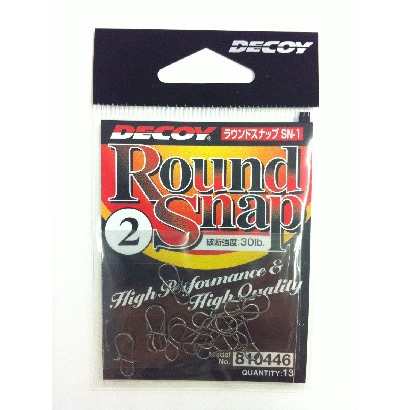 DECOY
DECOY® ラウンドスナップ SN-1
Round
2 Snap
破断強度:30lb.
High Performance &
High Quality
Model
No. 810446
QUANTITY:13